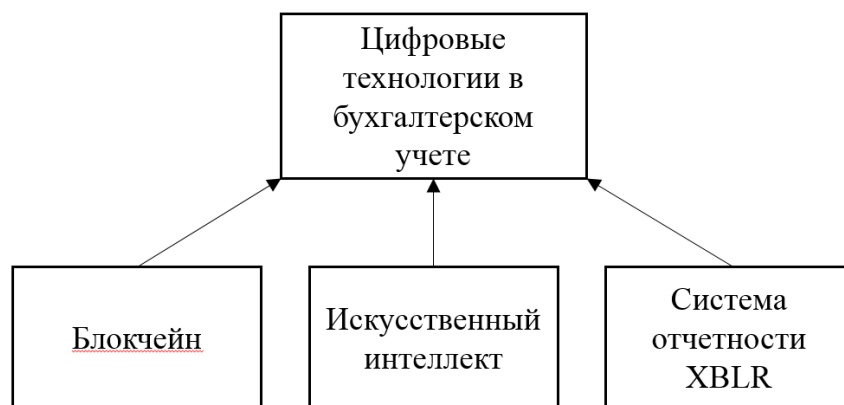 Цифровые
технологии в
бухгалтерском
учете
Блокчейн
Искусственный
интеллект
Система
отчетности
XBLR